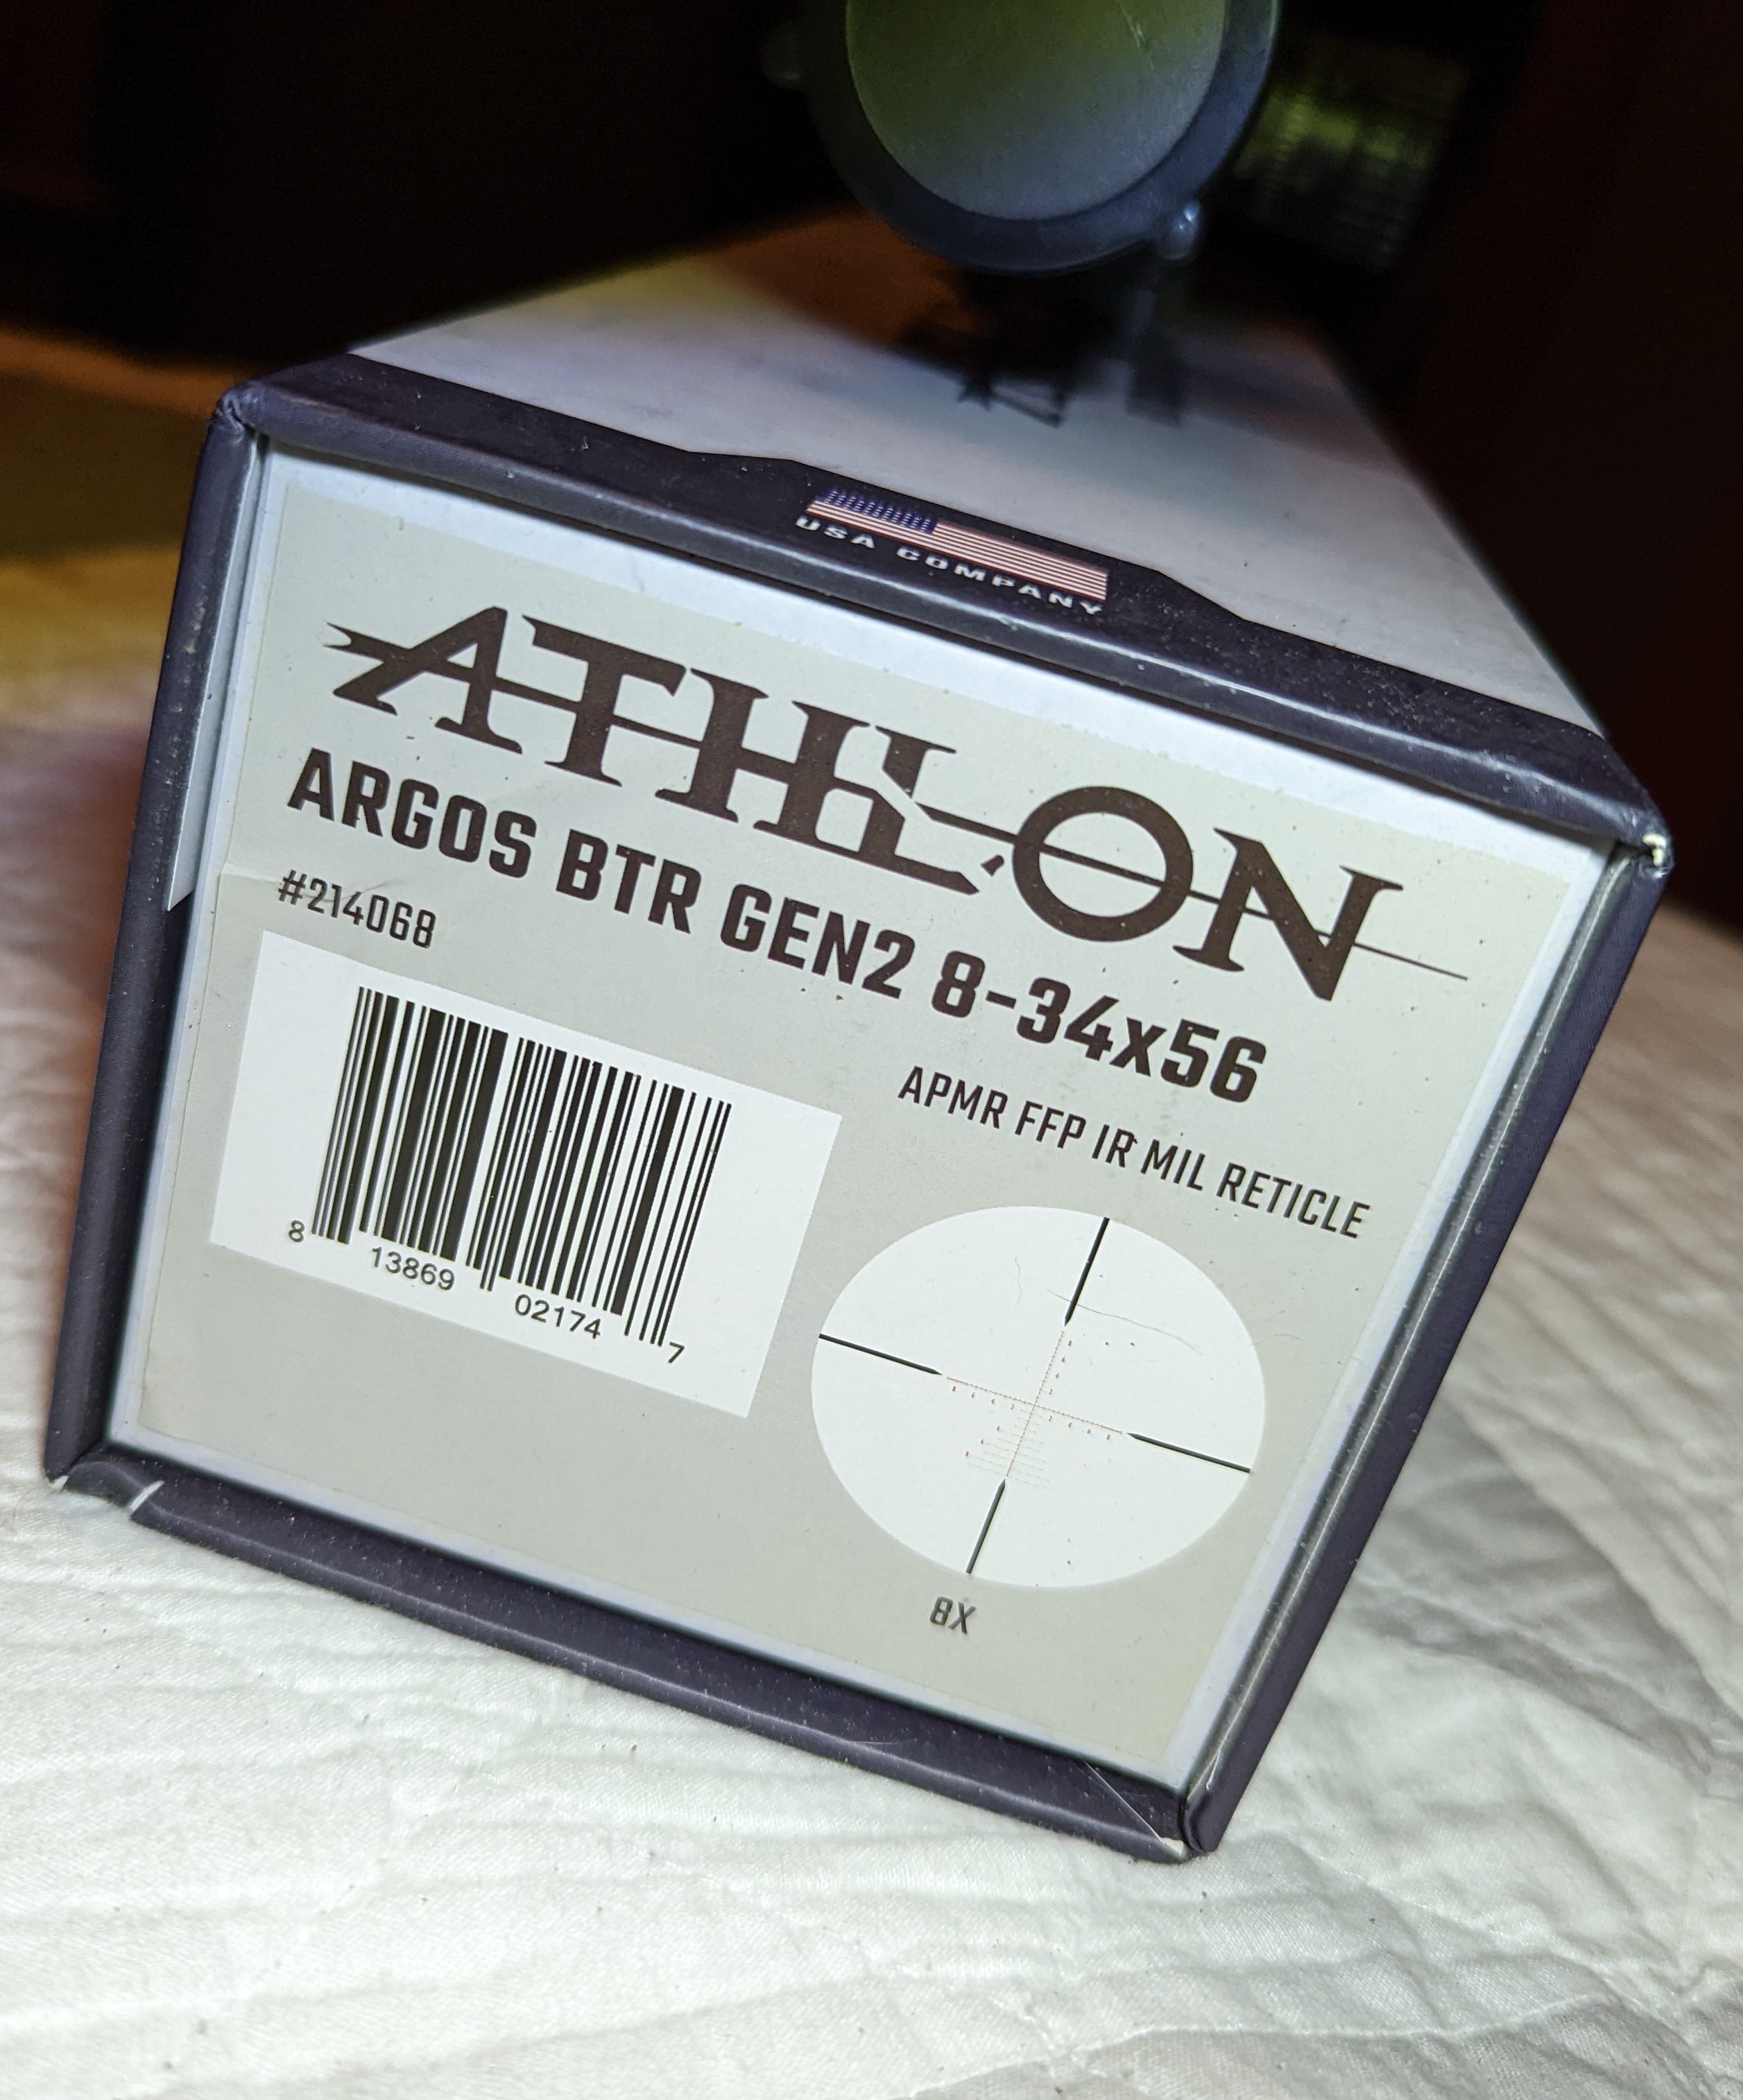 USA COMPANY
ATHLON
ARGOS BTR GEN2 8-34x56
#214068
APMR FFP IR MIL RETICLE
8 13869 02174 7
8X